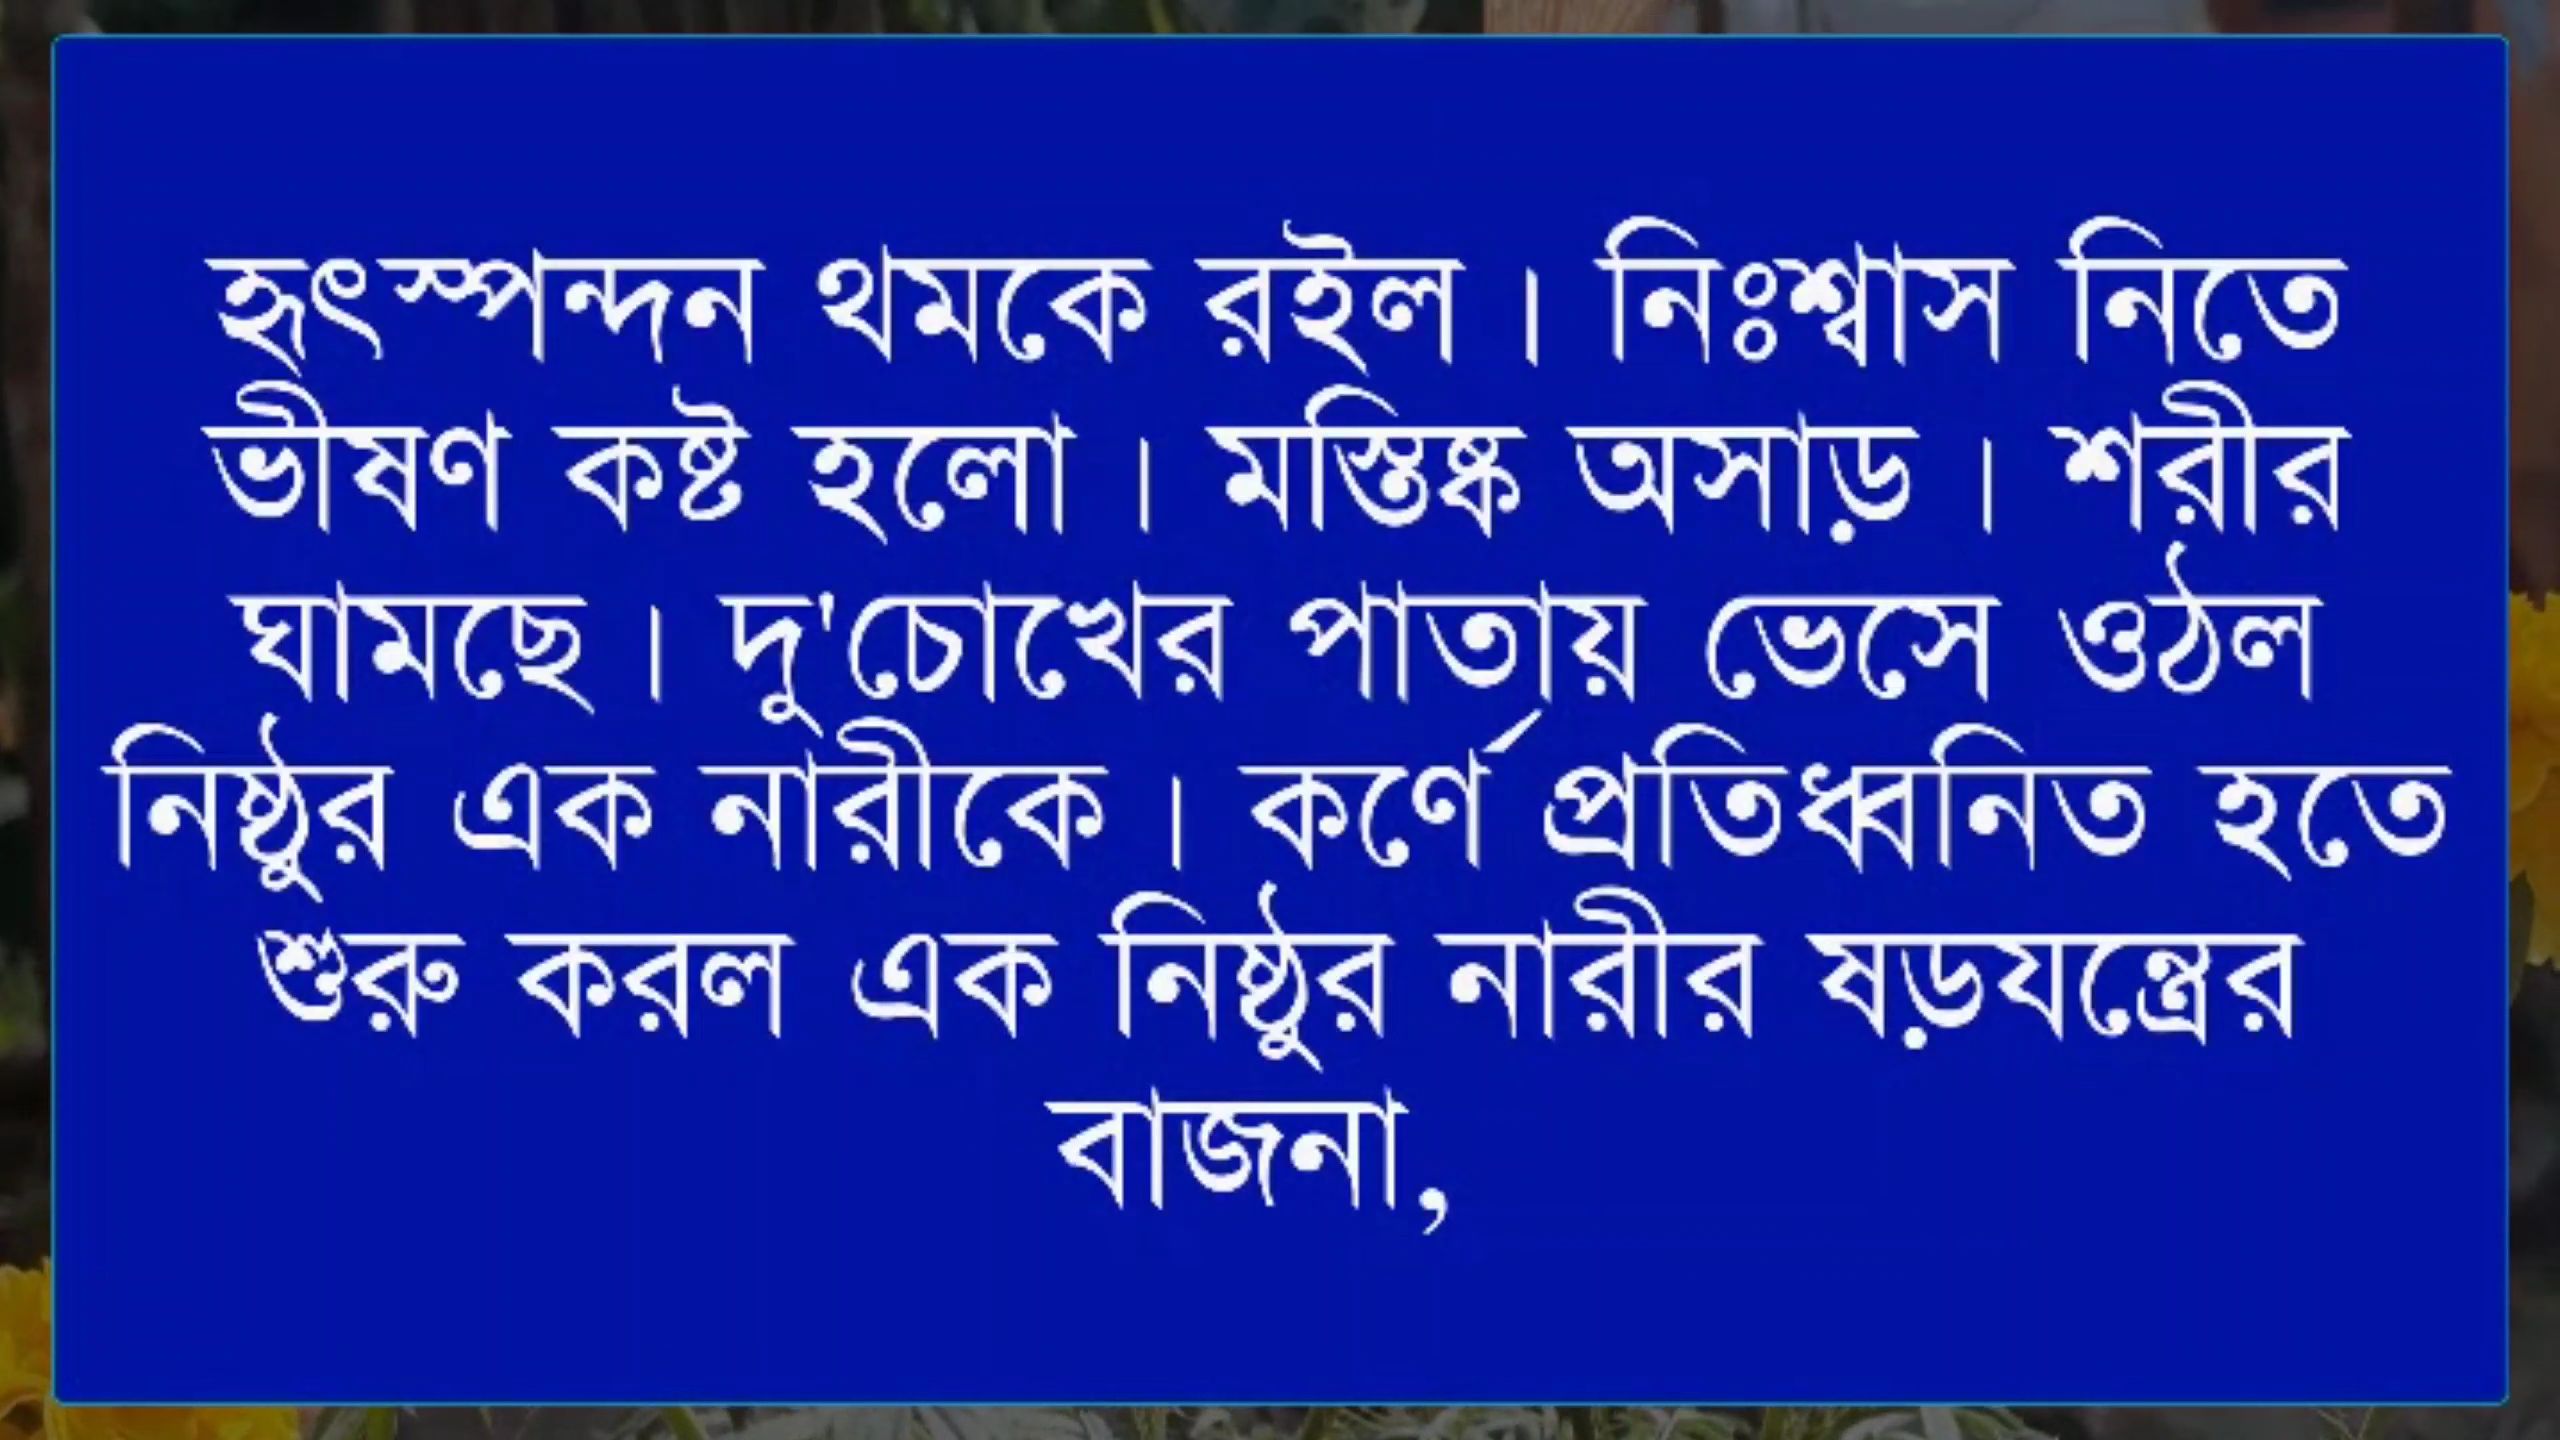 হৃৎস্পন্দন থমকে রইল। নিঃশ্বাস নিতে
ভীষণ কষ্ট হলো। মস্তিষ্ক অসাড়। শরীর
ঘামছে। দু'চোখের পাতায় ভেসে ওঠল
নিষ্ঠুর এক নারীকে। কর্ণে প্রতিধ্বনিত হতে
শুরু করল এক নিষ্ঠুর নারীর ষড়যন্ত্রের
বাজনা,